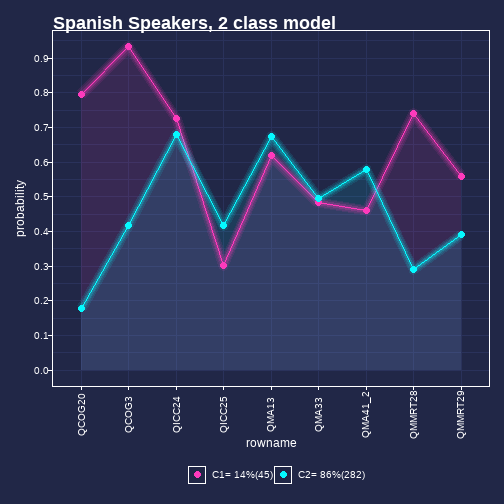 Spanish Speakers, 2 class model
probability
0.9
0.8
0.7
0.6
0.5
0.4
0.3
0.2
0.1
0.0
QCOG20
QCOG3
QICC24
QICC25
QMA13
QMA33
QMA41_2
QMMRT28
QMMRT29
rowname
C1= 14%(45)
C2= 86%(282)